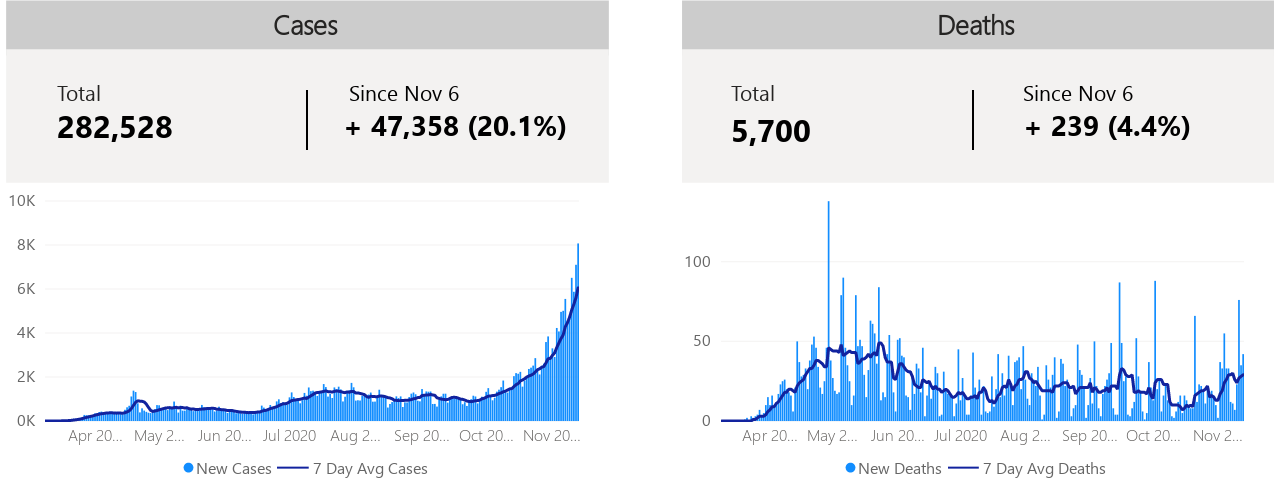 Cases
Total
Since Nov 6
282,528
+ 47,358 (20.1%)
10K
8K
6K
4K
2K
0K
Apr 20... May 2... Jun 20... Jul 2020 Aug 2... Sep 20... Oct 20... Nov 20...
New Cases 7 Day Avg Cases
Deaths
Total
Since Nov 6
5,700
+ 239 (4.4%)
100
50
0
Apr 20... May 2... Jun 20... Jul 2020 Aug 2... Sep 20... Oct 20... Nov 2...
New Deaths 7 Day Avg Deaths